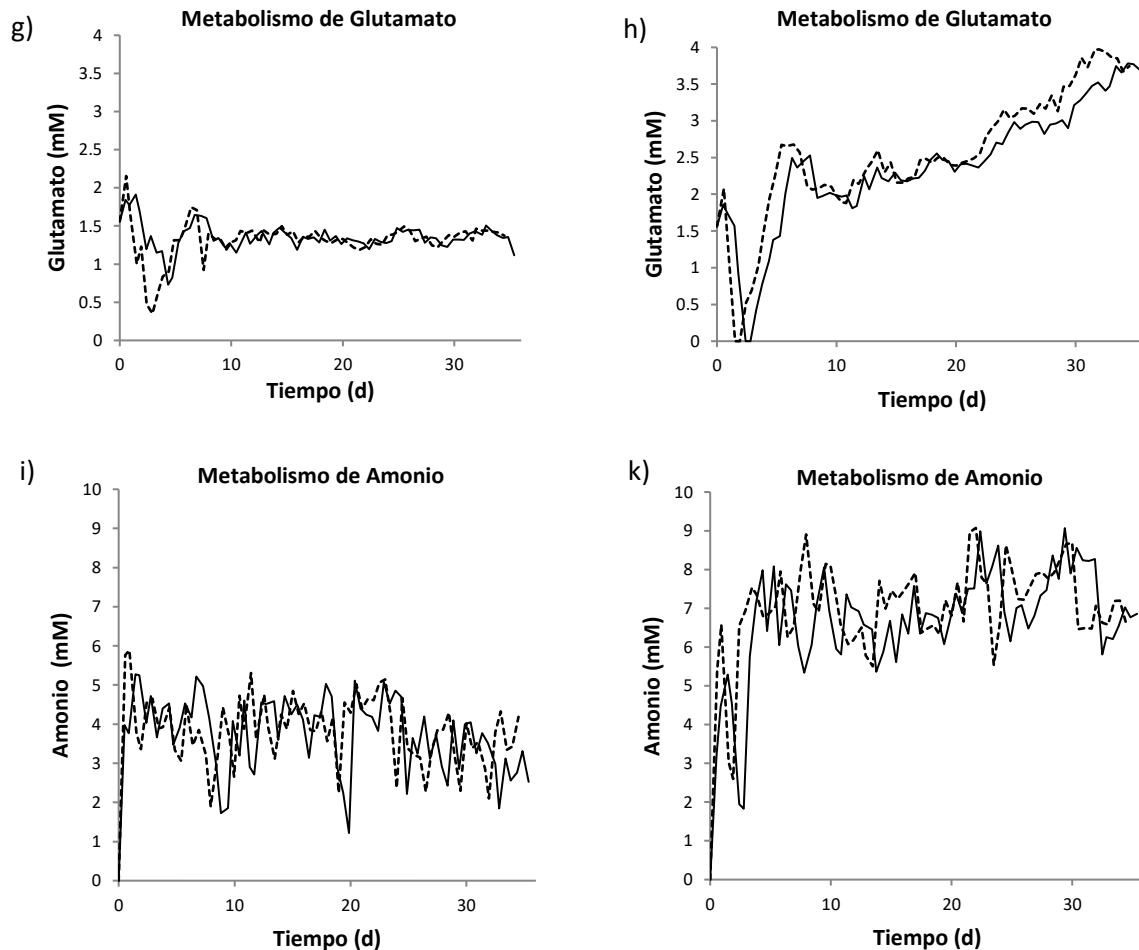 g)
Metabolismo de Glutamato
4
3.5
3
2.5
2
1.5
1
0.5
0
Glutamato (mM)
0 10 20 30
Tiempo (d)
h)
Metabolismo de Glutamato
4
3.5
3
2.5
2
1.5
1
0.5
0
Glutamato (mM)
0 10 20 30
Tiempo (d)
i)
Metabolismo de Amonio
10
9
8
7
6
5
4
3
2
1
0
Amonio (mM)
0 10 20 30
Tiempo (d)
k)
Metabolismo de Amonio
10
9
8
7
6
5
4
3
2
1
0
Amonio (mM)
0 10 20 30
Tiempo (d)